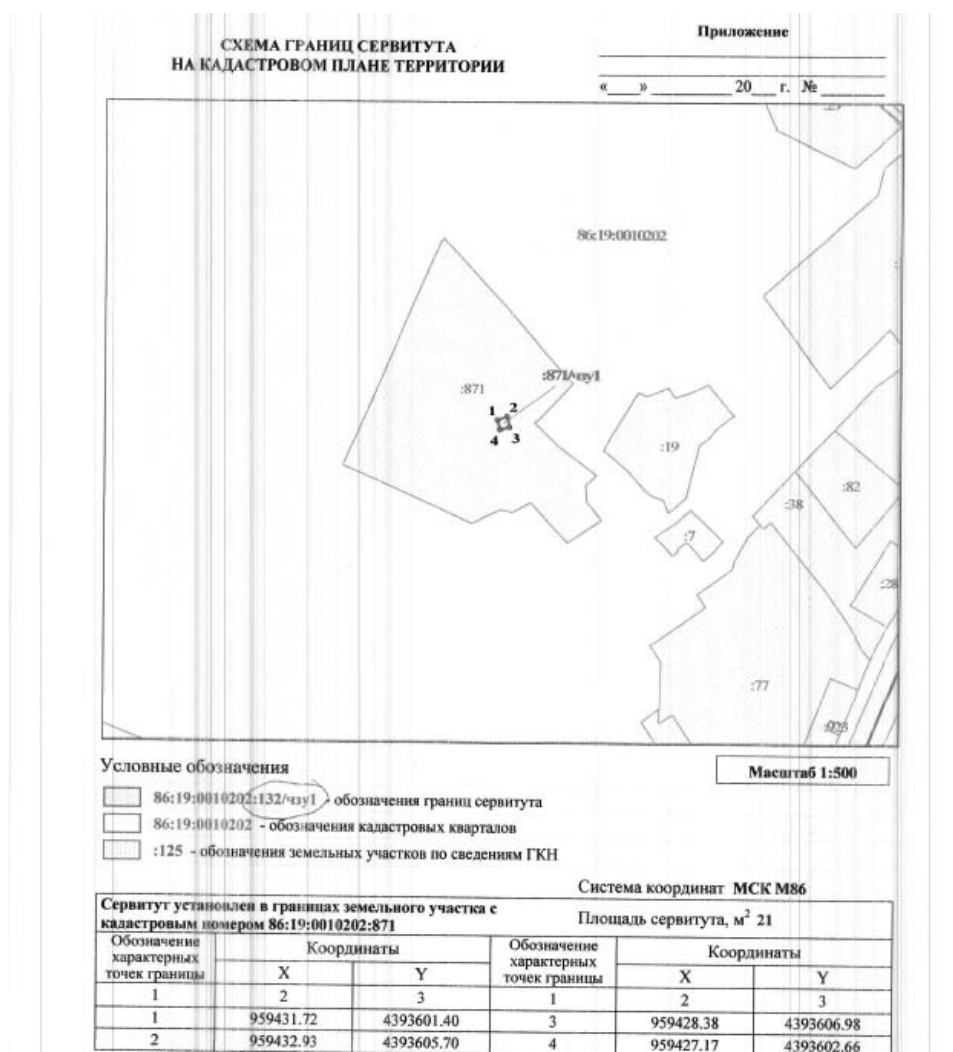 Приложение
СХЕМА ГРАНИЦ СЕРВИТУТА
НА КАДАСТРОВОМ ПЛАНЕ ТЕРРИТОРИИ
«___» __________ 20___ г. № ________
86:19:0010202
:871/чзу1
:871
1 2
4 3
:19
:82
:38
:7
:28
:77
Условные обозначения
Масштаб 1:500
86:19:0010202:132/чзу1 - обозначения границ сервитута
86:19:0010202 - обозначения кадастровых кварталов
:125 - обозначения земельных участков по сведениям ГКН
Система координат МСК М86
Сервитут установлен в границах земельного участка с
кадастровым номером 86:19:0010202:871
Площадь сервитута, м² 21
Обозначение
характерных
точек границы
Координаты
Обозначение
характерных
точек границы
Координаты
X Y X Y
1 2 3 1 2 3
1 959431.72 4393601.40 3 959428.38 4393606.98
2 959432.93 4393605.70 4 959427.17 4393602.66